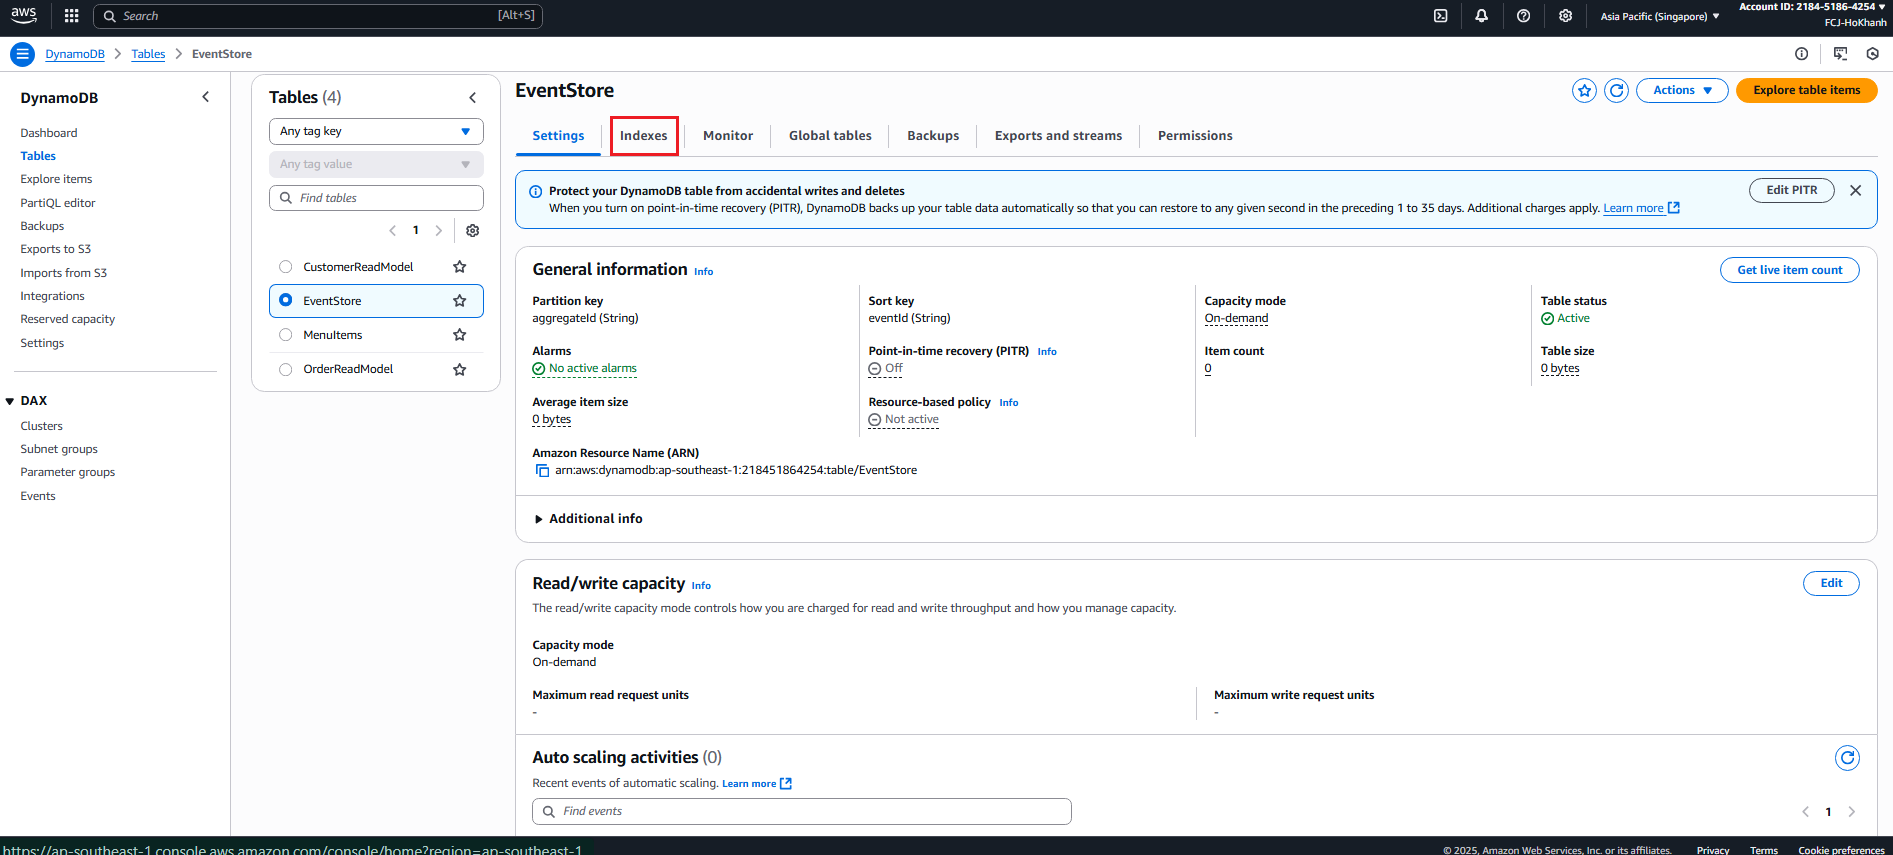 aws
Search
[Alt+S]
Asia Pacific (Singapore)
Account ID: 2184-5186-4254
FCJ-HoKhanh
DynamoDB
Tables
EventStore
DynamoDB
Dashboard
Tables
Explore items
PartiQL editor
Backups
Exports to S3
Imports from S3
Integrations
Reserved capacity
Settings
DAX
Clusters
Subnet groups
Parameter groups
Events
Tables (4)
Any tag key
Any tag value
Find tables
1
CustomerReadModel
EventStore
MenuItems
OrderReadModel
EventStore
Actions
Explore table items
Settings
Indexes
Monitor
Global tables
Backups
Exports and streams
Permissions
Protect your DynamoDB table from accidental writes and deletes
When you turn on point-in-time recovery (PITR), DynamoDB backs up your table data automatically so that you can restore to any given second in the preceding 1 to 35 days. Additional charges apply. Learn more
Edit PITR
General information Info
Get live item count
Partition key
aggregateId (String)
Sort key
eventId (String)
Capacity mode
On-demand
Table status
Active
Alarms
No active alarms
Point-in-time recovery (PITR) Info
Off
Item count
0
Table size
0 bytes
Average item size
0 bytes
Resource-based policy Info
Not active
Amazon Resource Name (ARN)
arn:aws:dynamodb:ap-southeast-1:218451864254:table/EventStore
Additional info
Read/write capacity Info
Edit
The read/write capacity mode controls how you are charged for read and write throughput and how you manage capacity.
Capacity mode
On-demand
Maximum read request units
-
Maximum write request units
-
Auto scaling activities (0)
Recent events of automatic scaling. Learn more
Find events
1
https://ap-southeast-1.console.aws.amazon.com/console/home?region=ap-southeast-1
© 2025, Amazon Web Services, Inc. or its affiliates.
Privacy
Terms
Cookie preferences